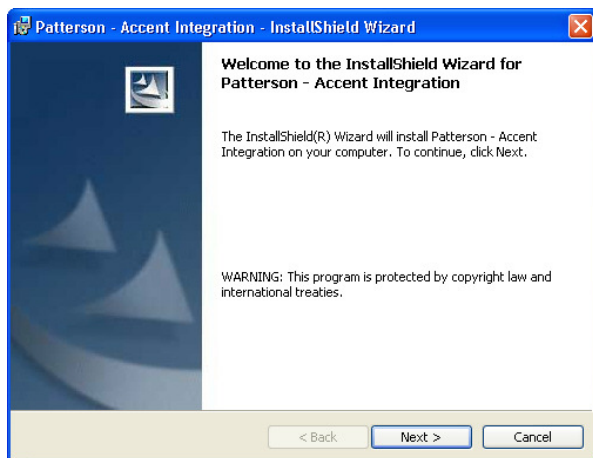 Patterson - Accent Integration - InstallShield Wizard
Welcome to the InstallShield Wizard for
Patterson - Accent Integration
The InstallShield(R) Wizard will install Patterson - Accent
Integration on your computer. To continue, click Next.
WARNING: This program is protected by copyright law and
international treaties.
< Back Next > Cancel